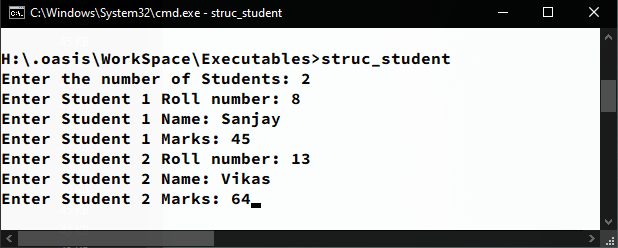 C:\Windows\System32\cmd.exe - struc_student
H:\.oasis\WorkSpace\Executables>struc_student
Enter the number of Students: 2
Enter Student 1 Roll number: 8
Enter Student 1 Name: Sanjay
Enter Student 1 Marks: 45
Enter Student 2 Roll number: 13
Enter Student 2 Name: Vikas
Enter Student 2 Marks: 64